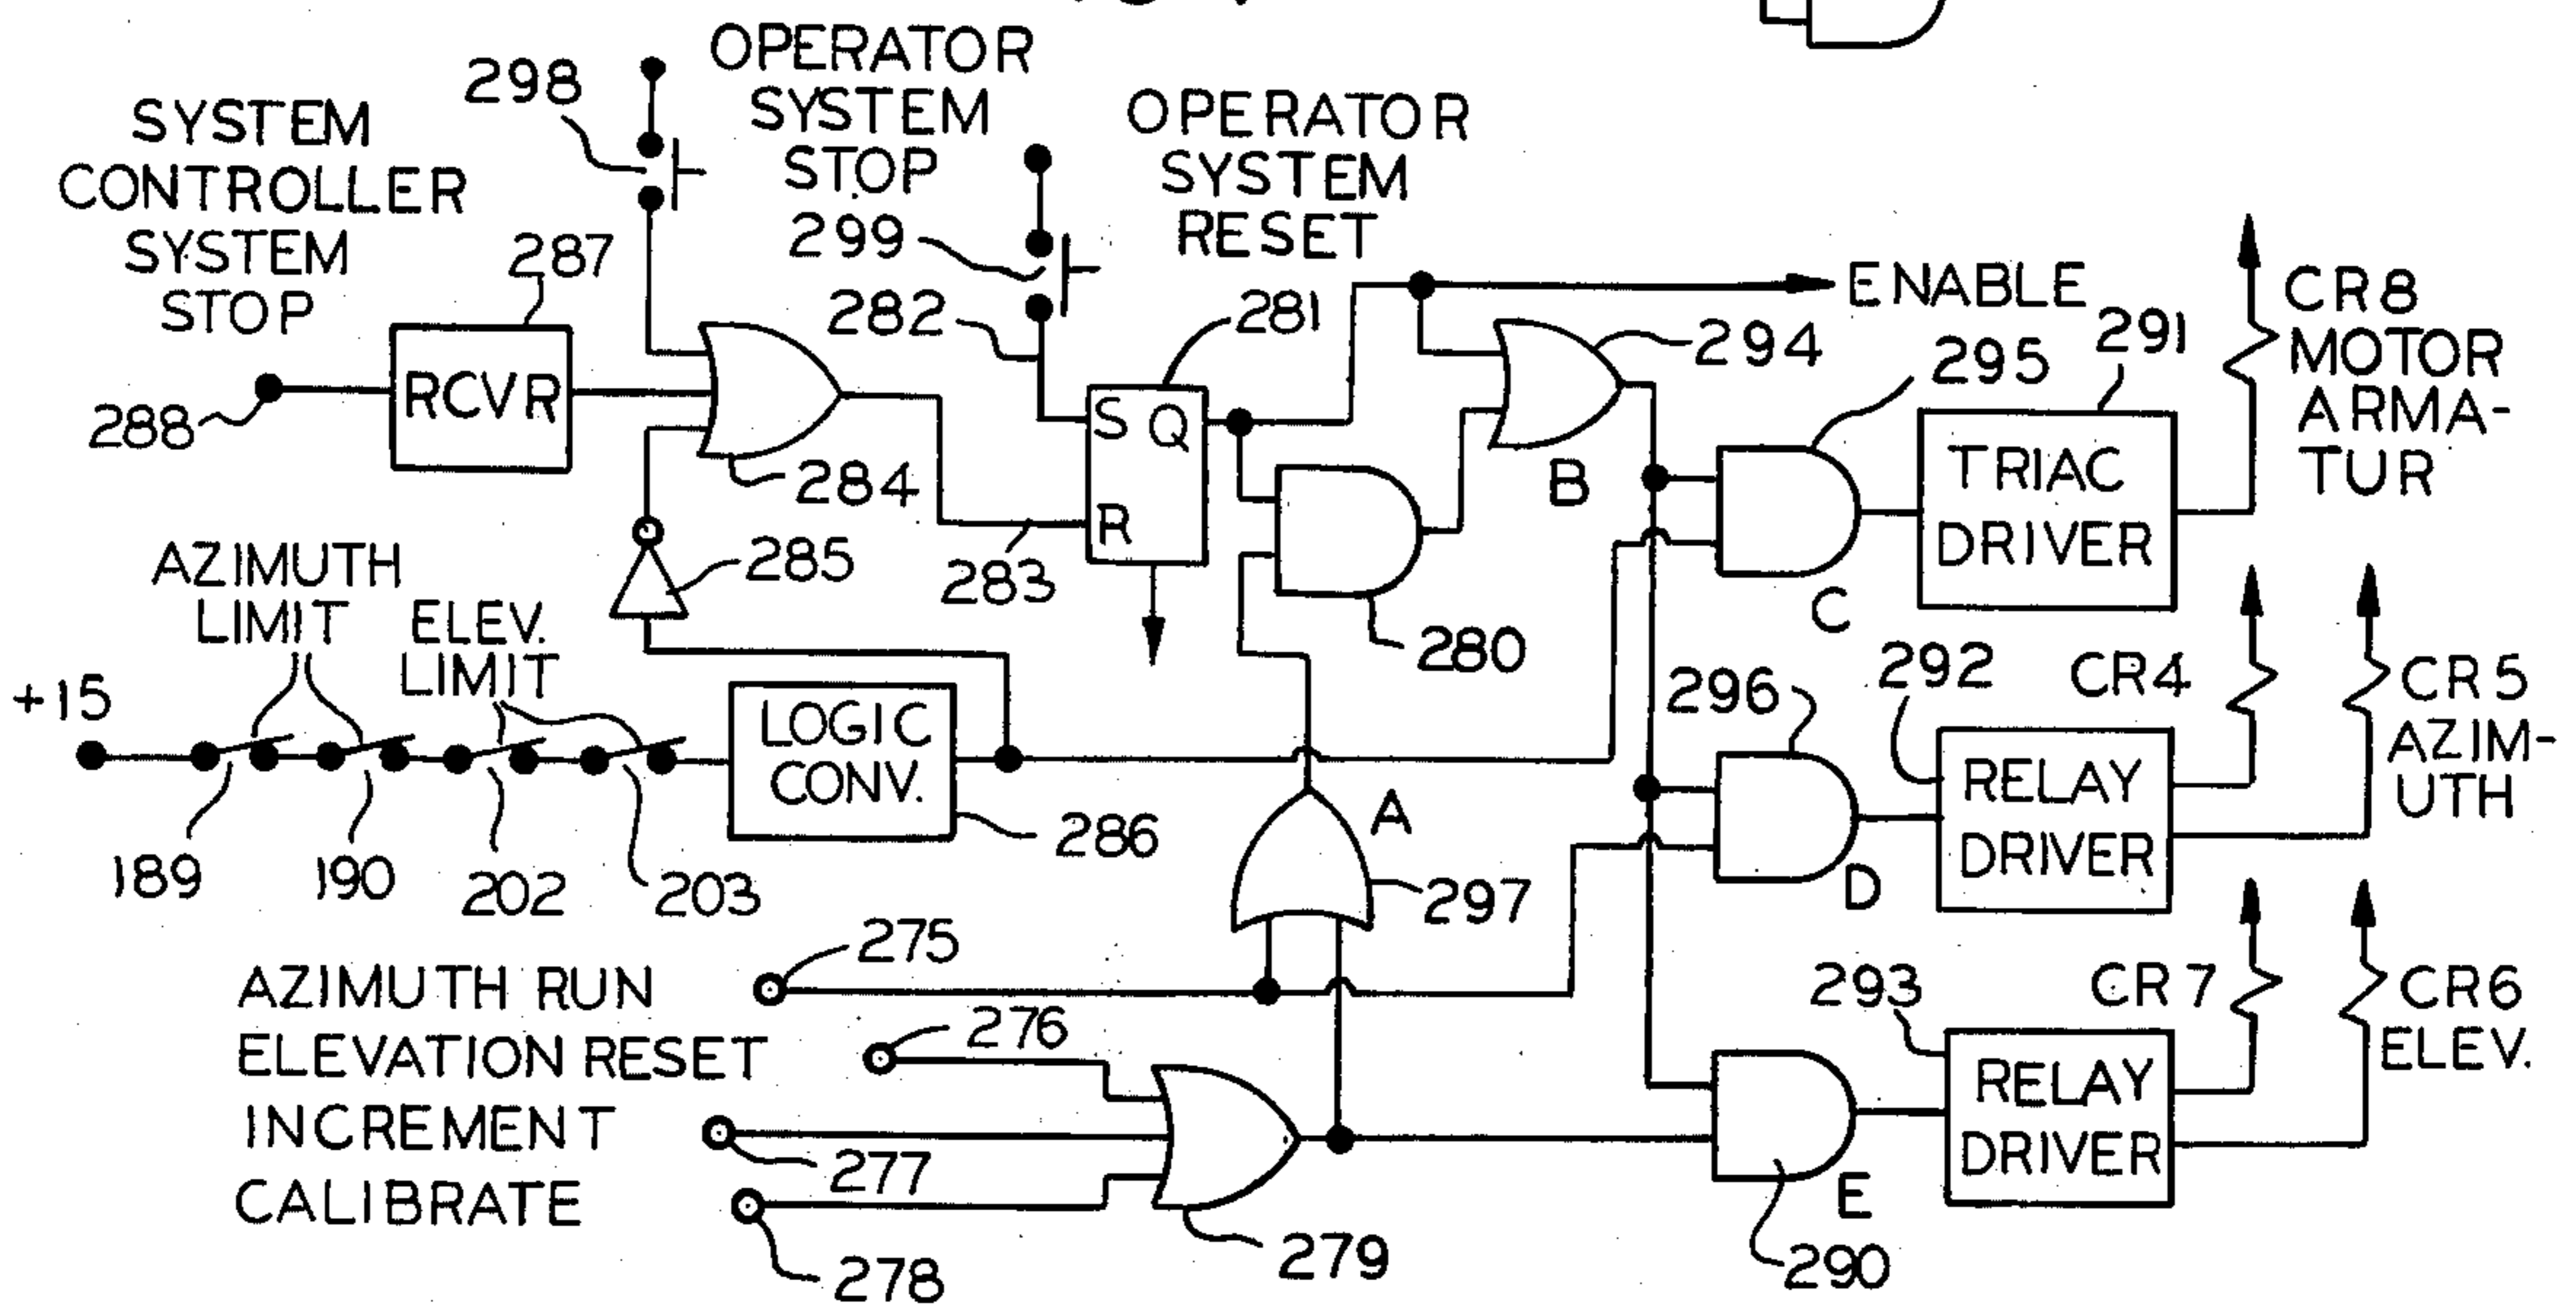 298
OPERATOR
SYSTEM
STOP
SYSTEM
CONTROLLER
SYSTEM
STOP
OPERATOR
SYSTEM
RESET
299
287
282
281
ENABLE
CR8
MOTOR
ARMA-
TUR
291
294
295
288
RCVR
284
S Q
R
283
B
TRIAC
DRIVER
C
280
285
AZIMUTH
LIMIT
ELEV.
LIMIT
+15
LOGIC
CONV.
286
189
190
202
203
A
297
296
292
CR4
CR5
AZIM-
UTH
RELAY
DRIVER
D
275
AZIMUTH RUN
276
ELEVATION RESET
INCREMENT
277
CALIBRATE
278
279
293
CR7
CR6
ELEV.
RELAY
DRIVER
E
290